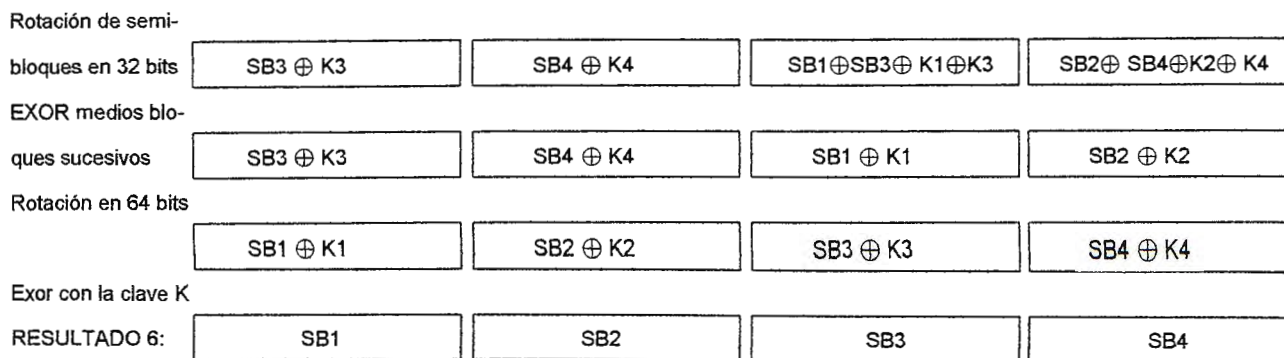 Rotación de semi-
bloques en 32 bits SB3 ⊕ K3 SB4 ⊕ K4 SB1⊕SB3⊕ K1⊕K3 SB2⊕ SB4⊕K2⊕ K4
EXOR medios blo-
ques sucesivos SB3 ⊕ K3 SB4 ⊕ K4 SB1 ⊕ K1 SB2 ⊕ K2
Rotación en 64 bits
SB1 ⊕ K1 SB2 ⊕ K2 SB3 ⊕ K3 SB4 ⊕ K4
Exor con la clave K
RESULTADO 6: SB1 SB2 SB3 SB4